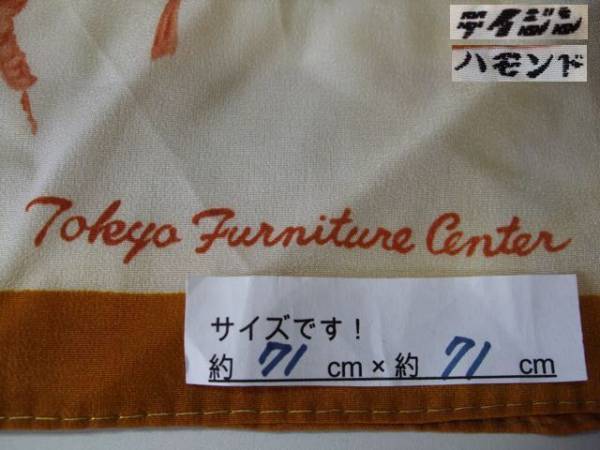 テイジン
ハモンド
Tokyo Furniture Center
サイズです！
約 71 cm × 約 71 cm